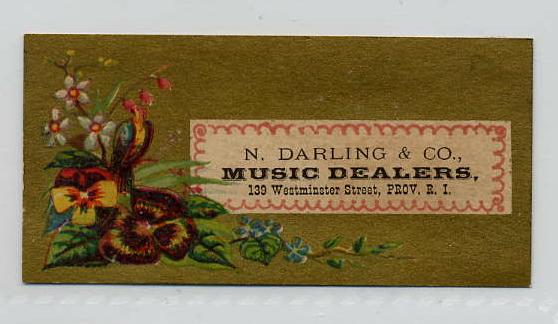 N. DARLING & CO.,
MUSIC DEALERS,
139 Westminster Street, PROV. R. I.